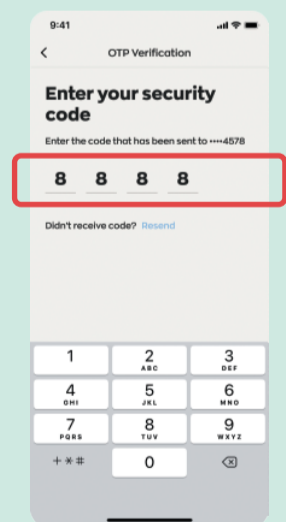 9:41
OTP Verification
Enter your security
code
Enter the code that has been sent to ••••4578
8 8 8 8
Didn't receive code? Resend
1 2 3
ABC DEF
4 5 6
GHI JKL MNO
7 8 9
PQRS TUV WXYZ
+*# 0